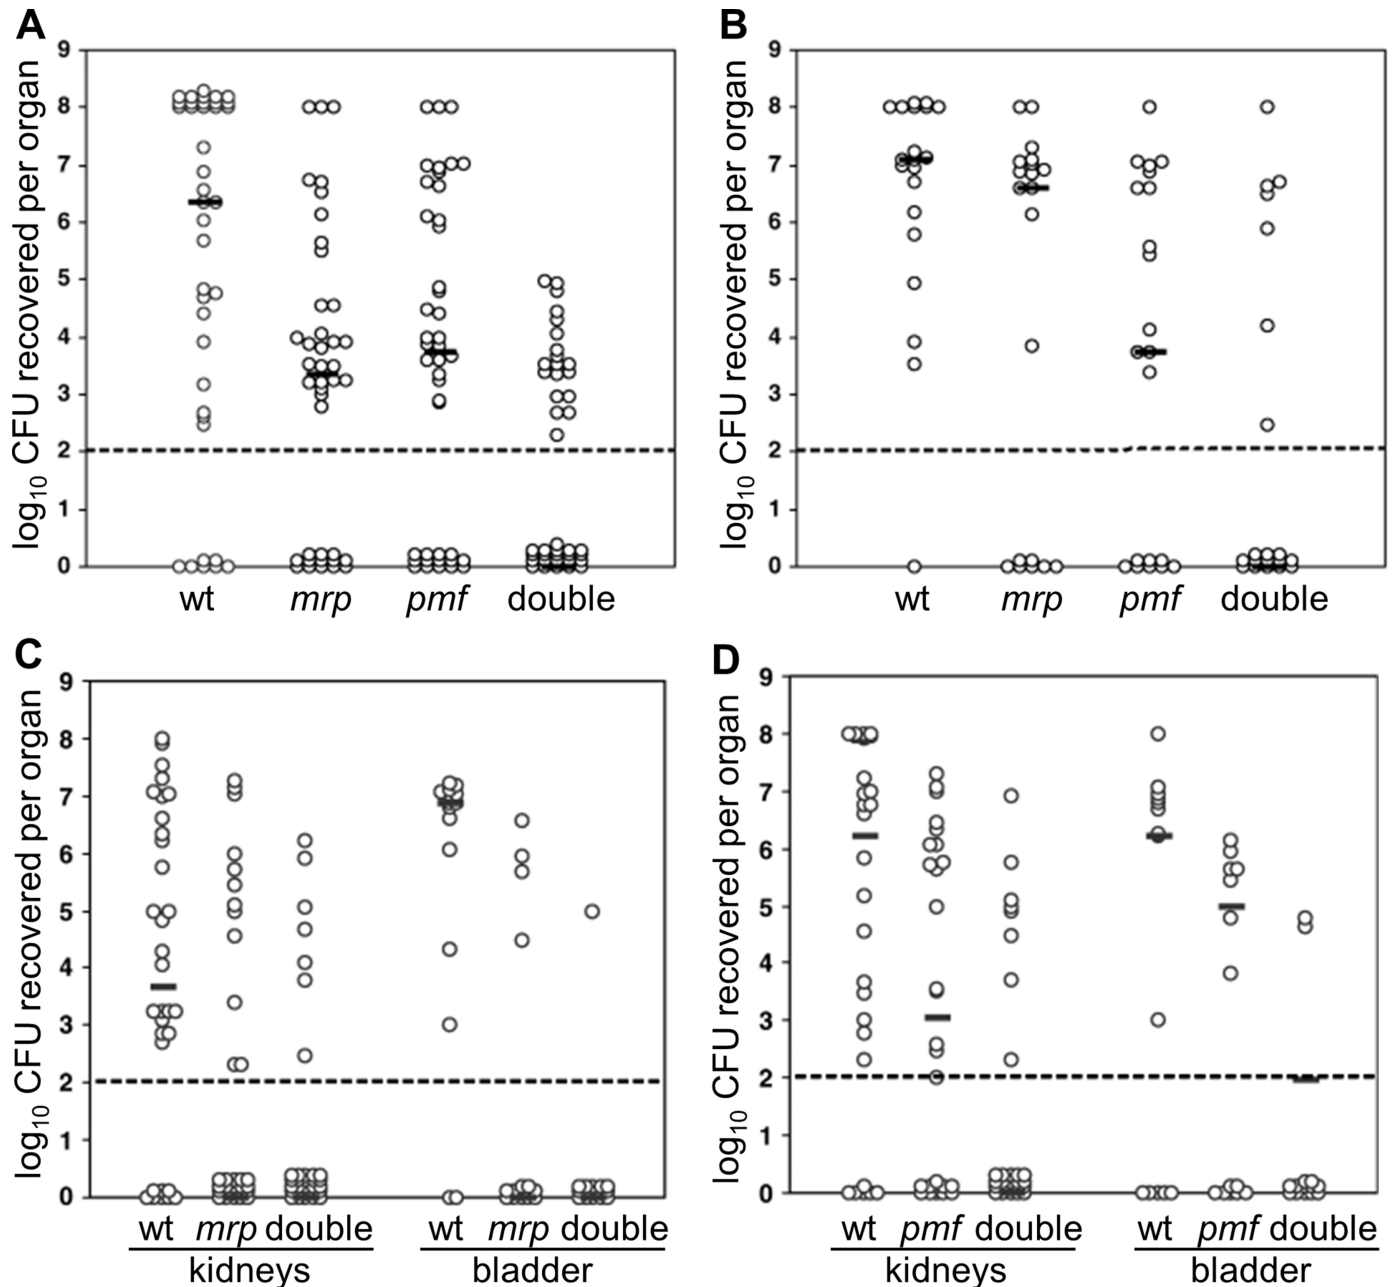 A
log10 CFU recovered per organ
9
8
7
6
5
4
3
2
1
0
wt mrp pmf double
B
log10 CFU recovered per organ
9
8
7
6
5
4
3
2
1
0
wt mrp pmf double
C
log10 CFU recovered per organ
9
8
7
6
5
4
3
2
1
0
wt mrp double wt mrp double
kidneys bladder
D
log10 CFU recovered per organ
9
8
7
6
5
4
3
2
1
0
wt pmf double wt pmf double
kidneys bladder